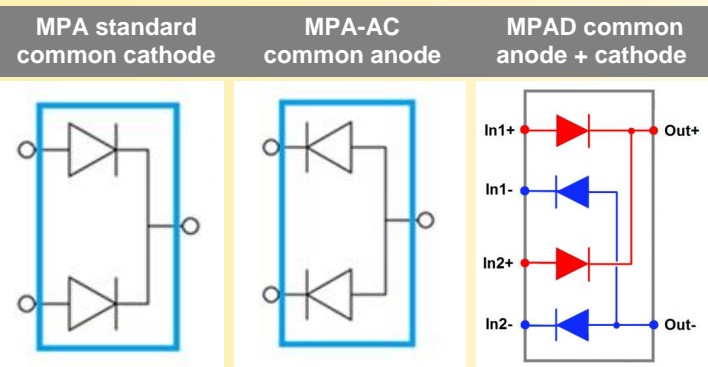 MPA standard
common cathode
MPA-AC
common anode
MPAD common
anode + cathode
In1+
Out+
In1-
In2+
In2-
Out-